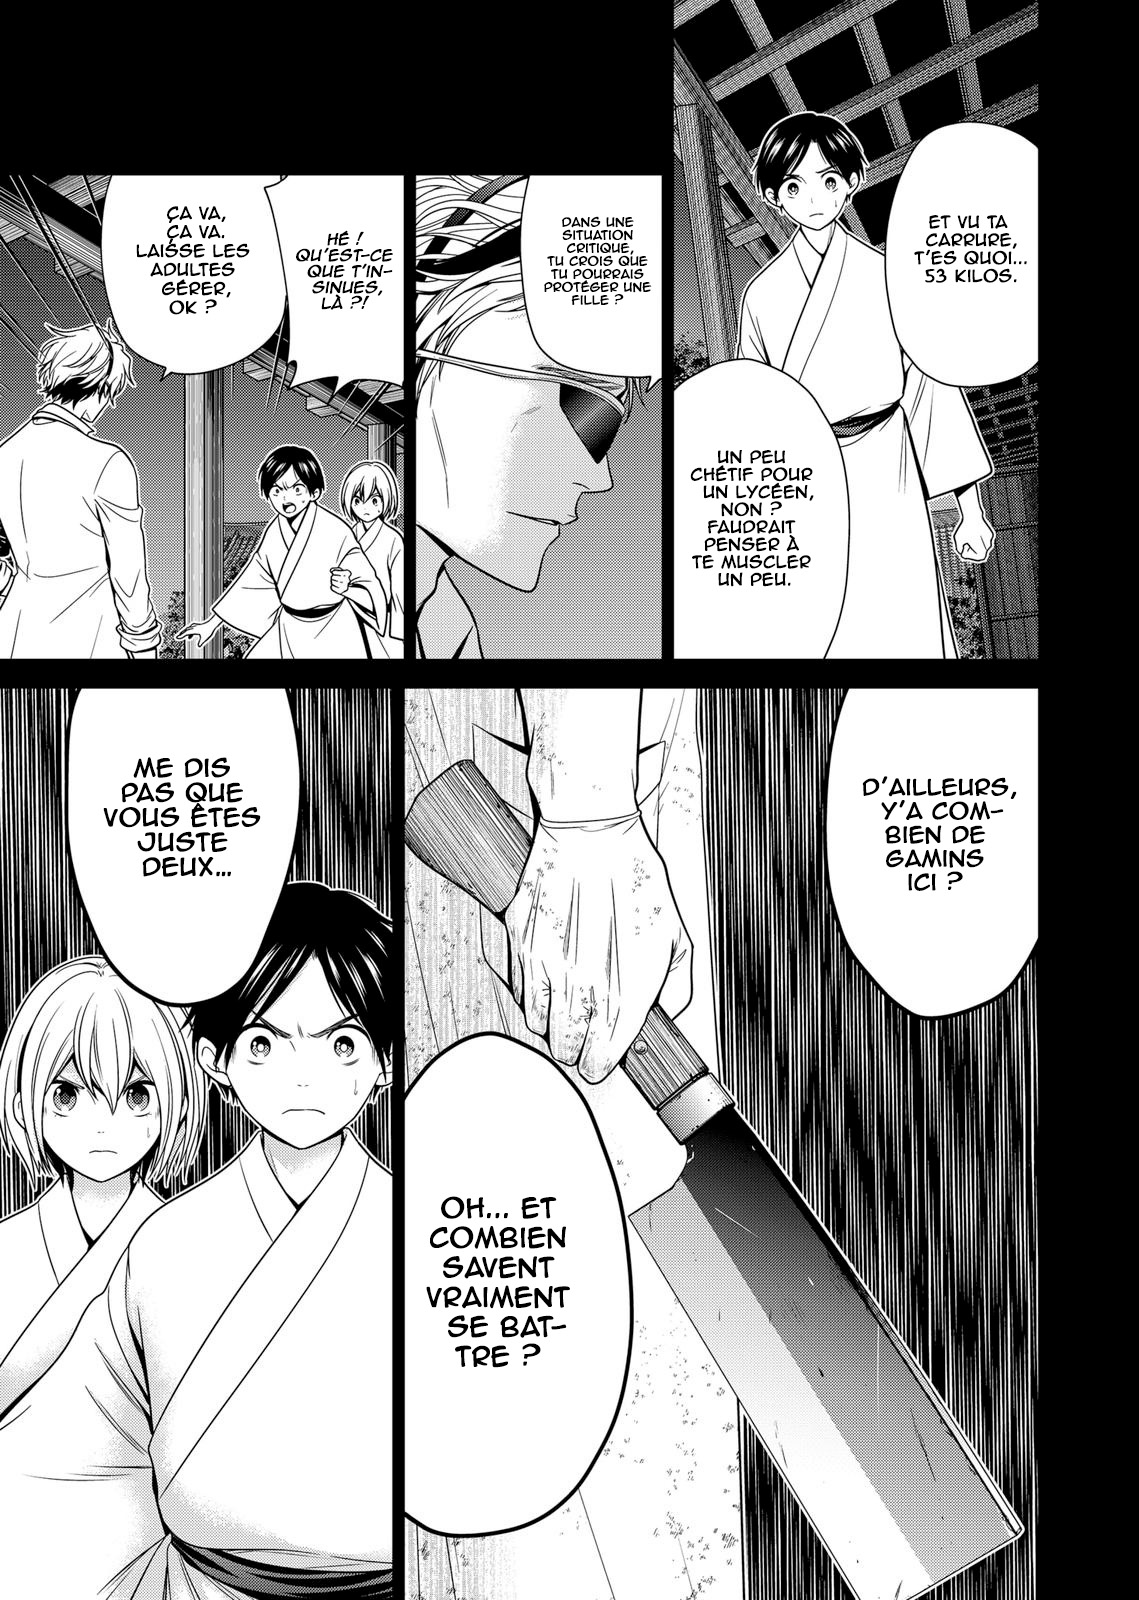 ET VU TA
CARRURE,
T'ES QUOI...
53 KILOS.
UN PEU
CHÉTIF POUR
UN LYCÉEN,
NON ?
FAUDRAIT
PENSER À
TE MUSCLER
UN PEU.
DANS UNE
SITUATION
CRITIQUE,
TU CROIS QUE
TU POURRAIS
PROTÉGER UNE
FILLE ?
HÉ !
QU'EST-CE
QUE T'IN-
SINUES,
LÀ ?!
ÇA VA,
ÇA VA.
LAISSE LES
ADULTES
GÉRER,
OK ?
D'AILLEURS,
Y'A COM-
BIEN DE
GAMINS
ICI ?
OH... ET
COMBIEN
SAVENT
VRAIMENT
SE BAT-
TRE ?
ME DIS
PAS QUE
VOUS ÊTES
JUSTE
DEUX...